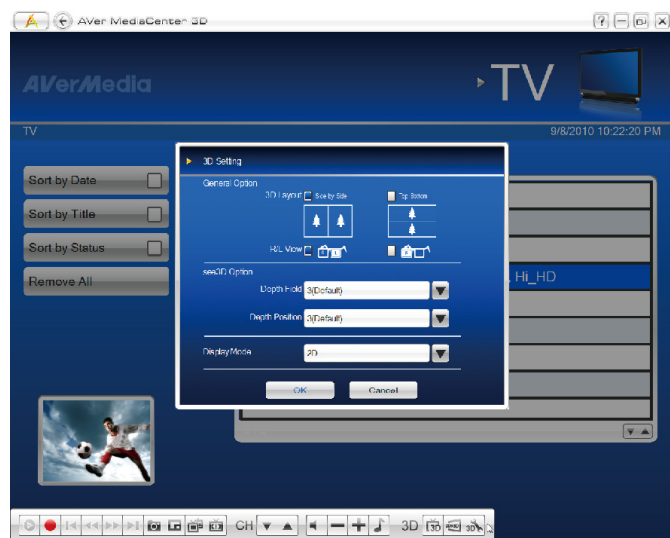 AVer MediaCenter 3D
AVerMedia
TV
TV
9/8/2010 10:22:20 PM
3D Setting
General Option
3D Layout
Side by Side
Top Bottom
R/L View
see3D Option
Depth Field
3(Default)
Depth Position
3(Default)
Display Mode
2D
OK
Cancel
Sort by Date
Sort by Title
Sort by Status
Remove All
Hi_HD
CH
3D
3D
3D